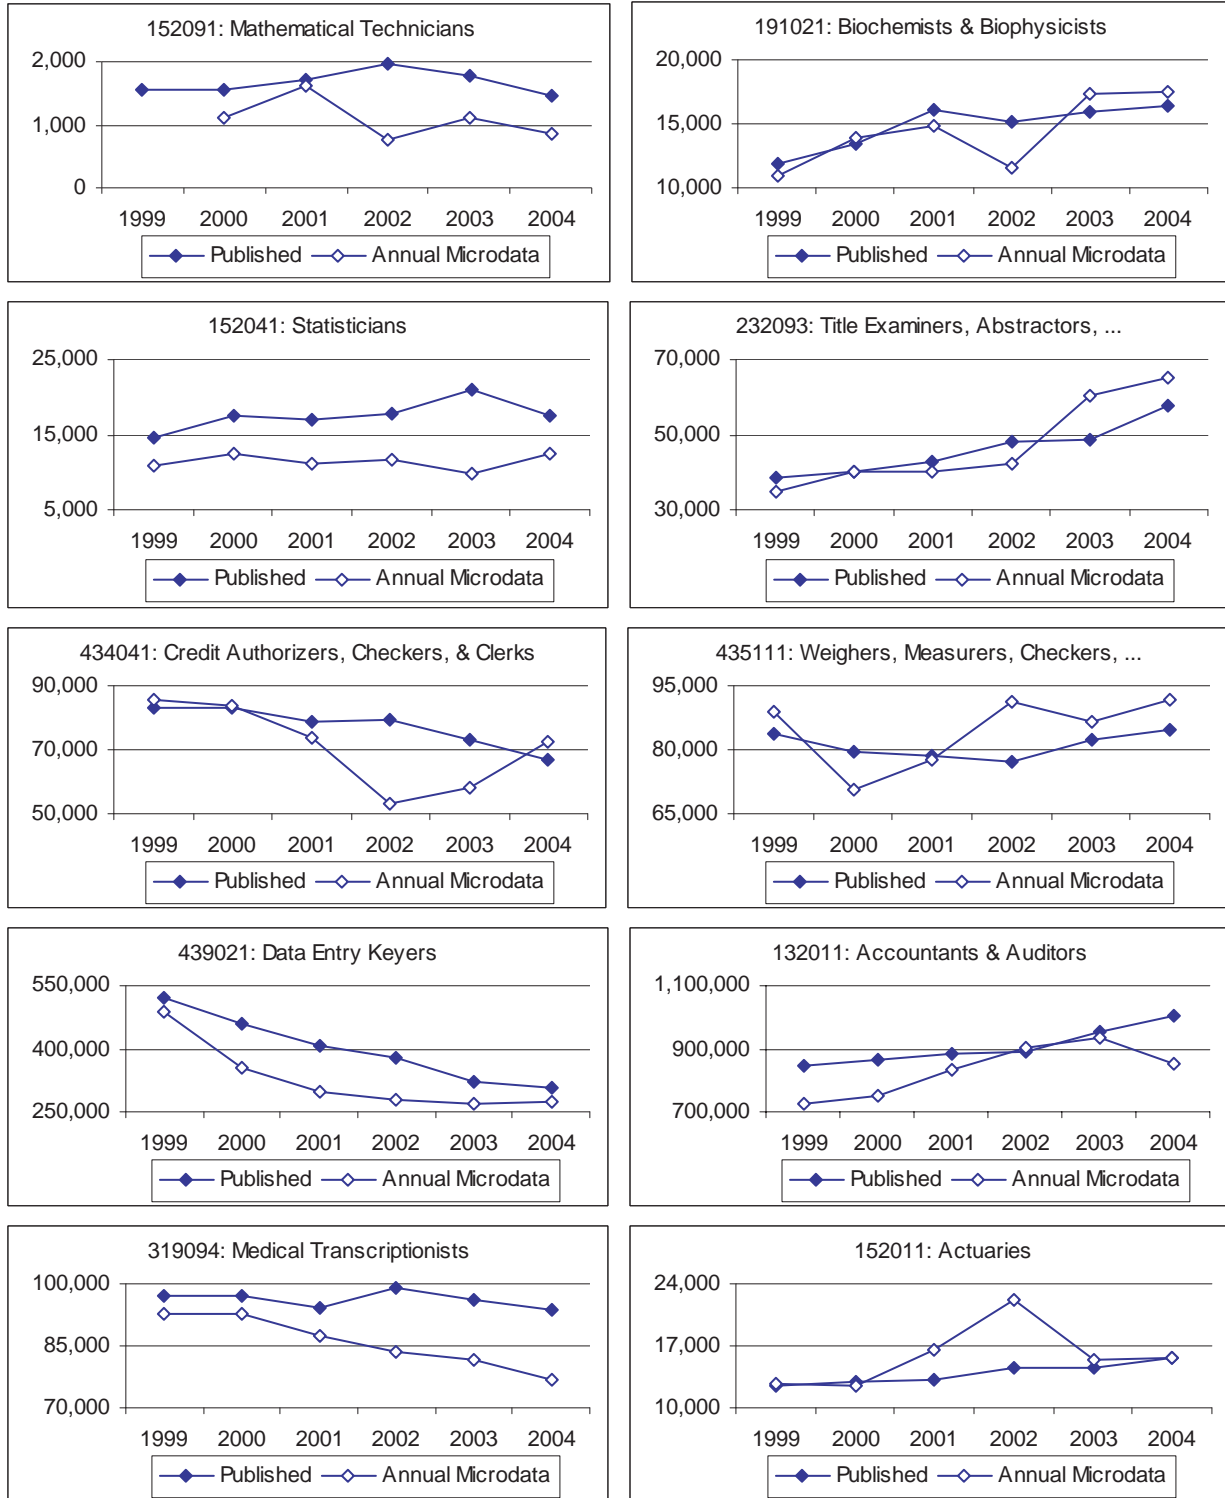 152091: Mathematical Technicians
2,000
1,000
0
1999 2000 2001 2002 2003 2004
Published Annual Microdata
191021: Biochemists & Biophysicists
20,000
15,000
10,000
1999 2000 2001 2002 2003 2004
Published Annual Microdata
152041: Statisticians
25,000
15,000
5,000
1999 2000 2001 2002 2003 2004
Published Annual Microdata
232093: Title Examiners, Abstractors, ...
70,000
50,000
30,000
1999 2000 2001 2002 2003 2004
Published Annual Microdata
434041: Credit Authorizers, Checkers, & Clerks
90,000
70,000
50,000
1999 2000 2001 2002 2003 2004
Published Annual Microdata
435111: Weighers, Measurers, Checkers, ...
95,000
80,000
65,000
1999 2000 2001 2002 2003 2004
Published Annual Microdata
439021: Data Entry Keyers
550,000
400,000
250,000
1999 2000 2001 2002 2003 2004
Published Annual Microdata
132011: Accountants & Auditors
1,100,000
900,000
700,000
1999 2000 2001 2002 2003 2004
Published Annual Microdata
319094: Medical Transcriptionists
100,000
85,000
70,000
1999 2000 2001 2002 2003 2004
Published Annual Microdata
152011: Actuaries
24,000
17,000
10,000
1999 2000 2001 2002 2003 2004
Published Annual Microdata